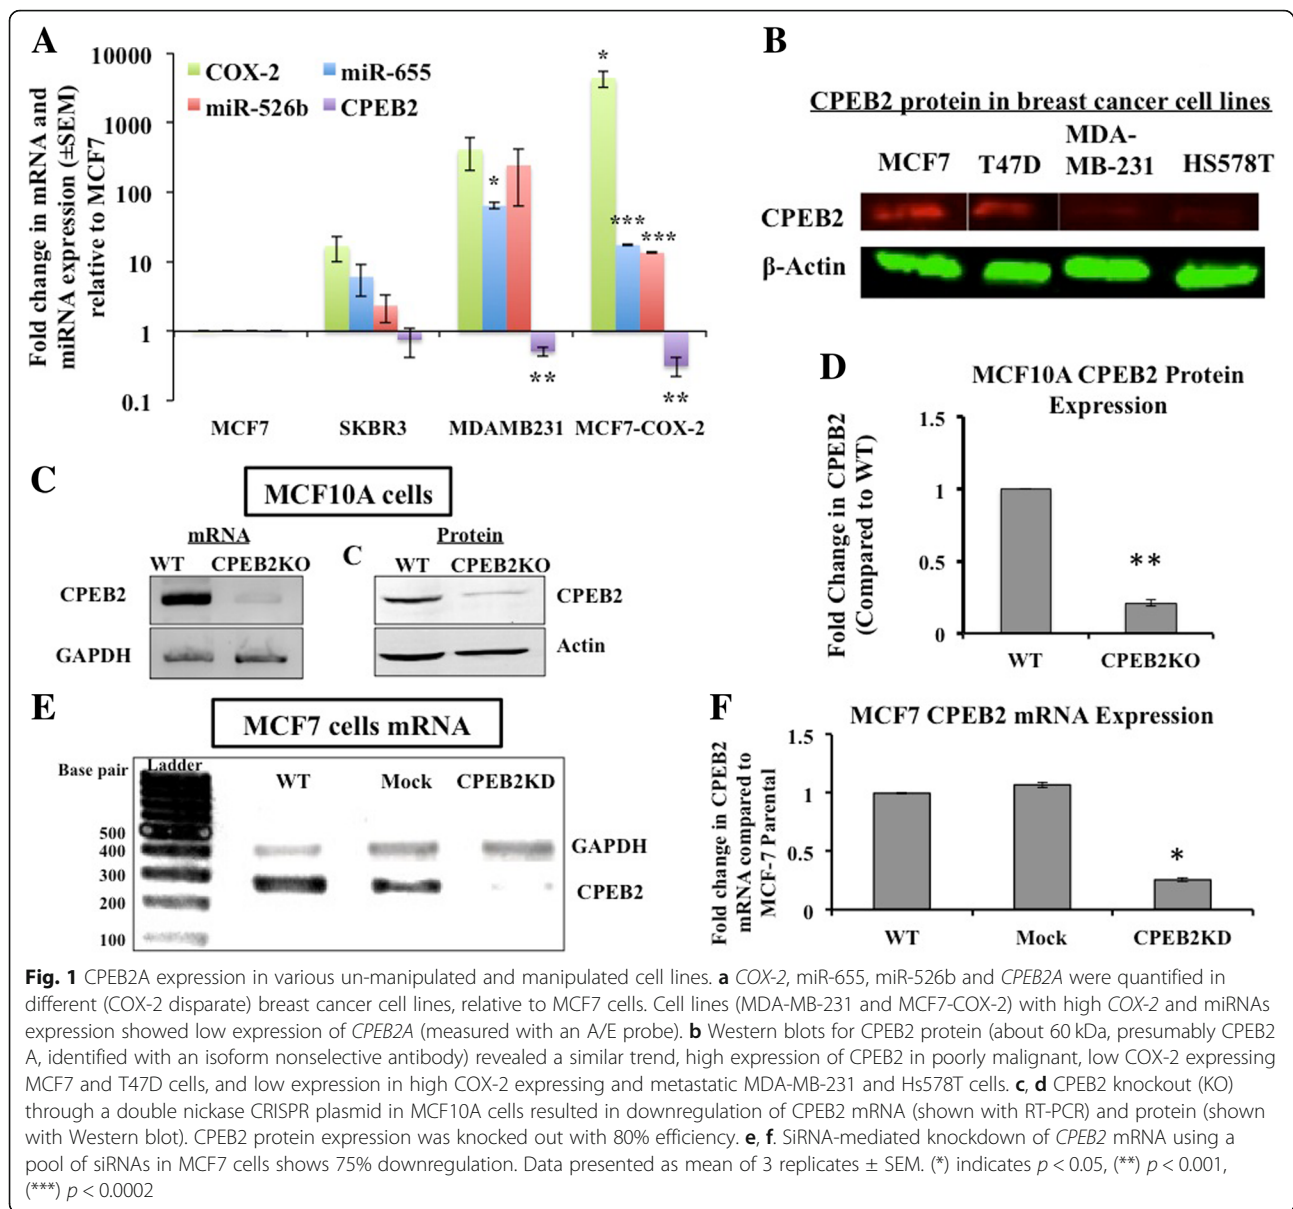 A
10000
1000
100
10
1
0.1
Fold change in mRNA and
miRNA expression (±SEM)
relative to MCF7
COX-2
miR-655
miR-526b
CPEB2
*
*
***
***
**
**
MCF7
SKBR3
MDAMB231
MCF7-COX-2
B
CPEB2 protein in breast cancer cell lines
MCF7
T47D
MDA-
MB-231
HS578T
CPEB2
β-Actin
C
MCF10A cells
mRNA
WT
CPEB2KO
CPEB2
GAPDH
C
Protein
WT
CPEB2KO
CPEB2
Actin
D
MCF10A CPEB2 Protein
Expression
Fold Change in CPEB2
(Compared to WT)
1.5
1
0.5
0
**
WT
CPEB2KO
E
MCF7 cells mRNA
Base pair
Ladder
WT
Mock
CPEB2KD
500
400
300
200
100
GAPDH
CPEB2
F
MCF7 CPEB2 mRNA Expression
Fold change in CPEB2
mRNA compared to
MCF-7 Parental
1.5
1
0.5
0
*
WT
Mock
CPEB2KD
Fig. 1 CPEB2A expression in various un-manipulated and manipulated cell lines. a COX-2, miR-655, miR-526b and CPEB2A were quantified in
different (COX-2 disparate) breast cancer cell lines, relative to MCF7 cells. Cell lines (MDA-MB-231 and MCF7-COX-2) with high COX-2 and miRNAs
expression showed low expression of CPEB2A (measured with an A/E probe). b Western blots for CPEB2 protein (about 60 kDa, presumably CPEB2
A, identified with an isoform nonselective antibody) revealed a similar trend, high expression of CPEB2 in poorly malignant, low COX-2 expressing
MCF7 and T47D cells, and low expression in high COX-2 expressing and metastatic MDA-MB-231 and Hs578T cells. c, d CPEB2 knockout (KO)
through a double nickase CRISPR plasmid in MCF10A cells resulted in downregulation of CPEB2 mRNA (shown with RT-PCR) and protein (shown
with Western blot). CPEB2 protein expression was knocked out with 80% efficiency. e, f. SiRNA-mediated knockdown of CPEB2 mRNA using a
pool of siRNAs in MCF7 cells shows 75% downregulation. Data presented as mean of 3 replicates ± SEM. (*) indicates p < 0.05, (**) p < 0.001,
(***) p < 0.0002